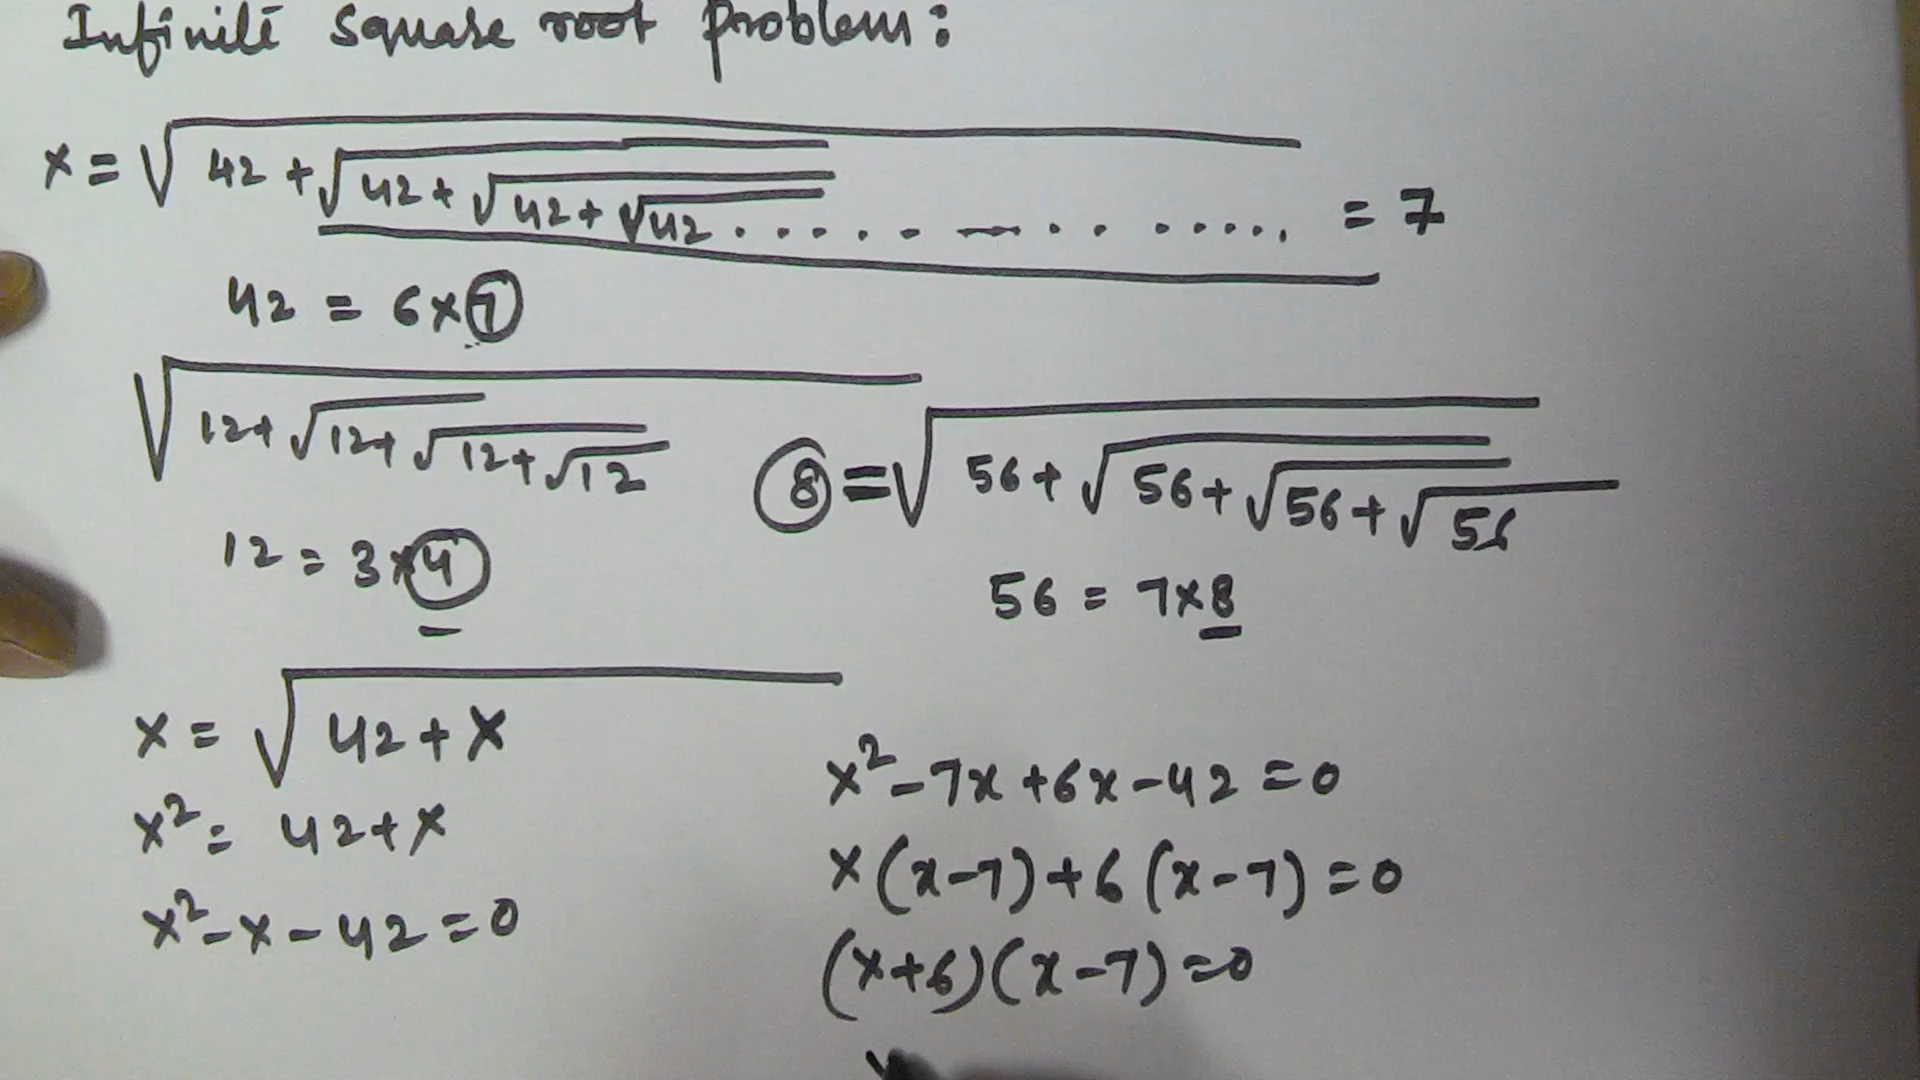 Infinite square root problem:
x = √42 + √42 + √42 + √42 . . . . . . . . . . . . . . . = 7
42 = 6 × 7
√12 + √12 + √12 + √12
8 = √56 + √56 + √56 + √56
12 = 3 × 4
56 = 7 × 8
x = √42 + x
x² = 42 + x
x² - x - 42 = 0
x² - 7x + 6x - 42 = 0
x (x - 7) + 6 (x - 7) = 0
(x + 6) (x - 7) = 0